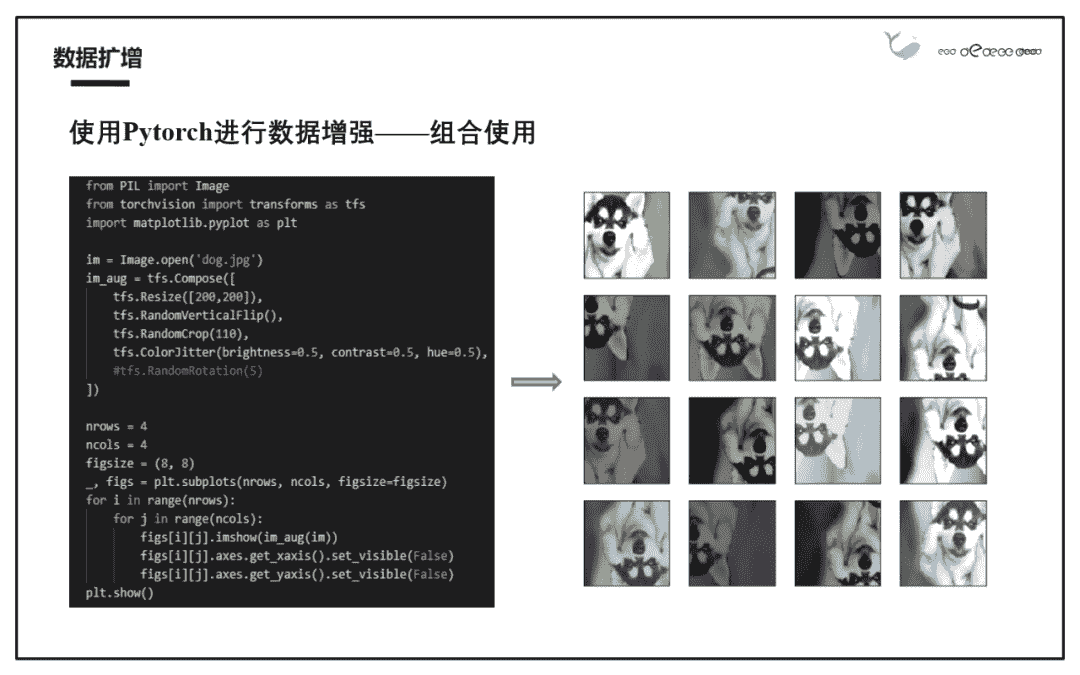 数据扩增
使用Pytorch进行数据增强——组合使用
from PIL import Image
from torchvision import transforms as tfs
import matplotlib.pyplot as plt
im = Image.open('dog.jpg')
im_aug = tfs.Compose([
    tfs.Resize([200,200]),
    tfs.RandomVerticalFlip(),
    tfs.RandomCrop(110),
    tfs.ColorJitter(brightness=0.5, contrast=0.5, hue=0.5),
    #tfs.RandomRotation(5)
])
nrows = 4
ncols = 4
figsize = (8, 8)
_, figs = plt.subplots(nrows, ncols, figsize=figsize)
for i in range(nrows):
    for j in range(ncols):
        figs[i][j].imshow(im_aug(im))
        figs[i][j].axes.get_xaxis().set_visible(False)
        figs[i][j].axes.get_yaxis().set_visible(False)
plt.show()